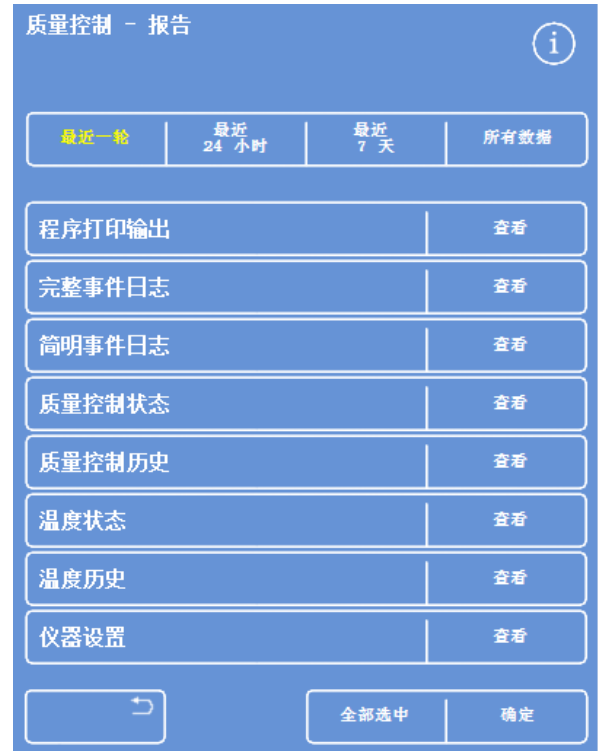 质量控制 - 报告
i
最近一轮
最近
24 小时
最近
7 天
所有数据
程序打印输出
查看
完整事件日志
查看
简明事件日志
查看
质量控制状态
查看
质量控制历史
查看
温度状态
查看
温度历史
查看
仪器设置
查看
全部选中
确定